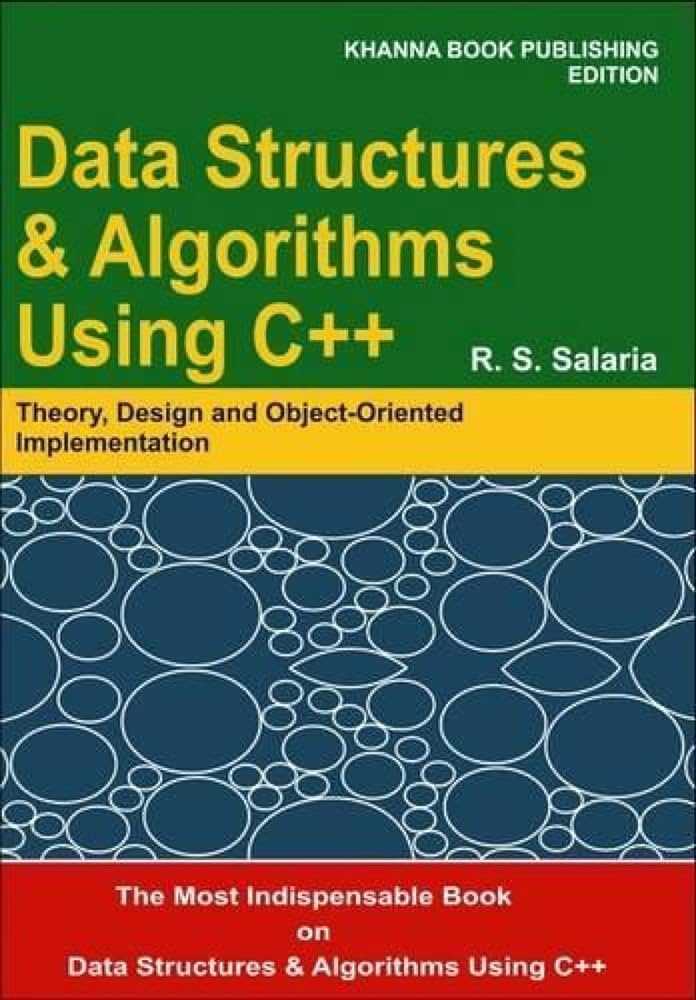 KHANNA BOOK PUBLISHING
EDITION
Data Structures
& Algorithms
Using C++
R. S. Salaria
Theory, Design and Object-Oriented
Implementation
The Most Indispensable Book
on
Data Structures & Algorithms Using C++